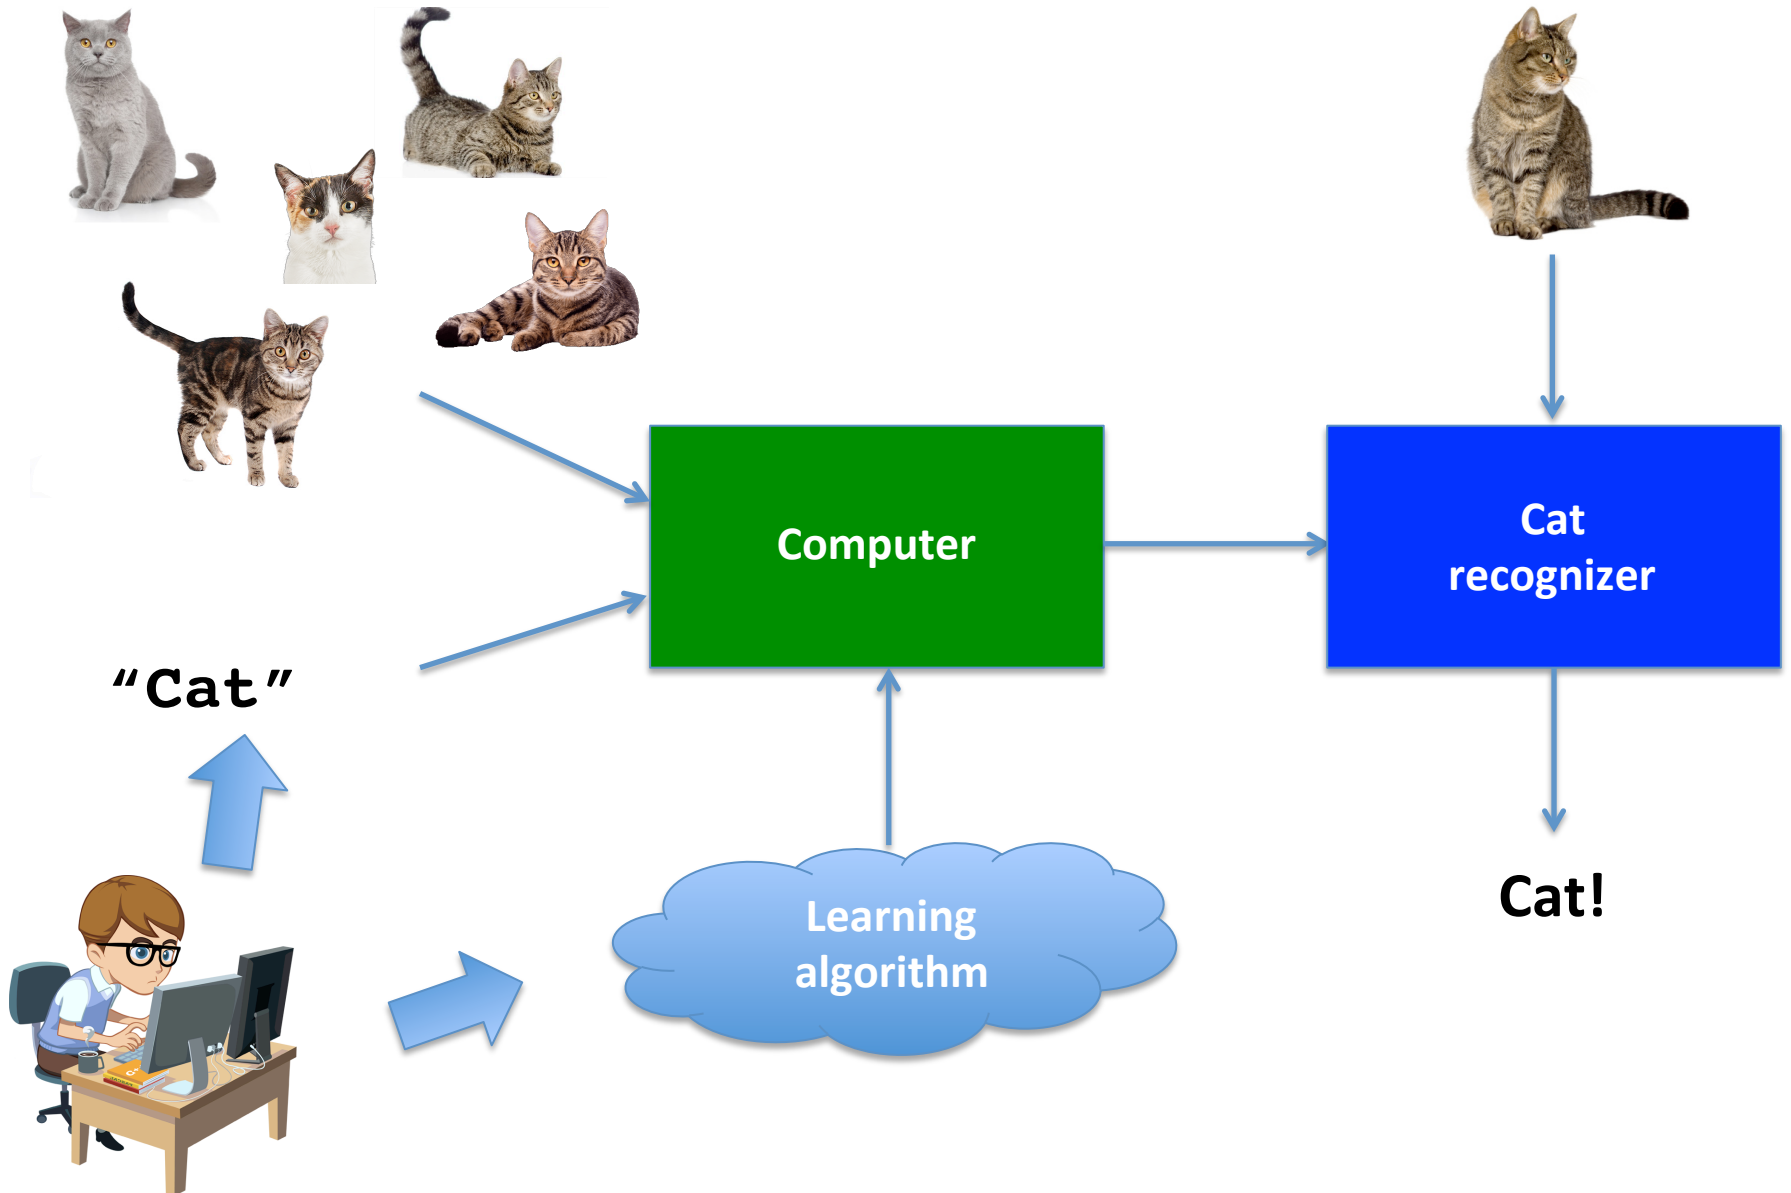 Computer
Cat
recognizer
“Cat”
Learning
algorithm
Cat!